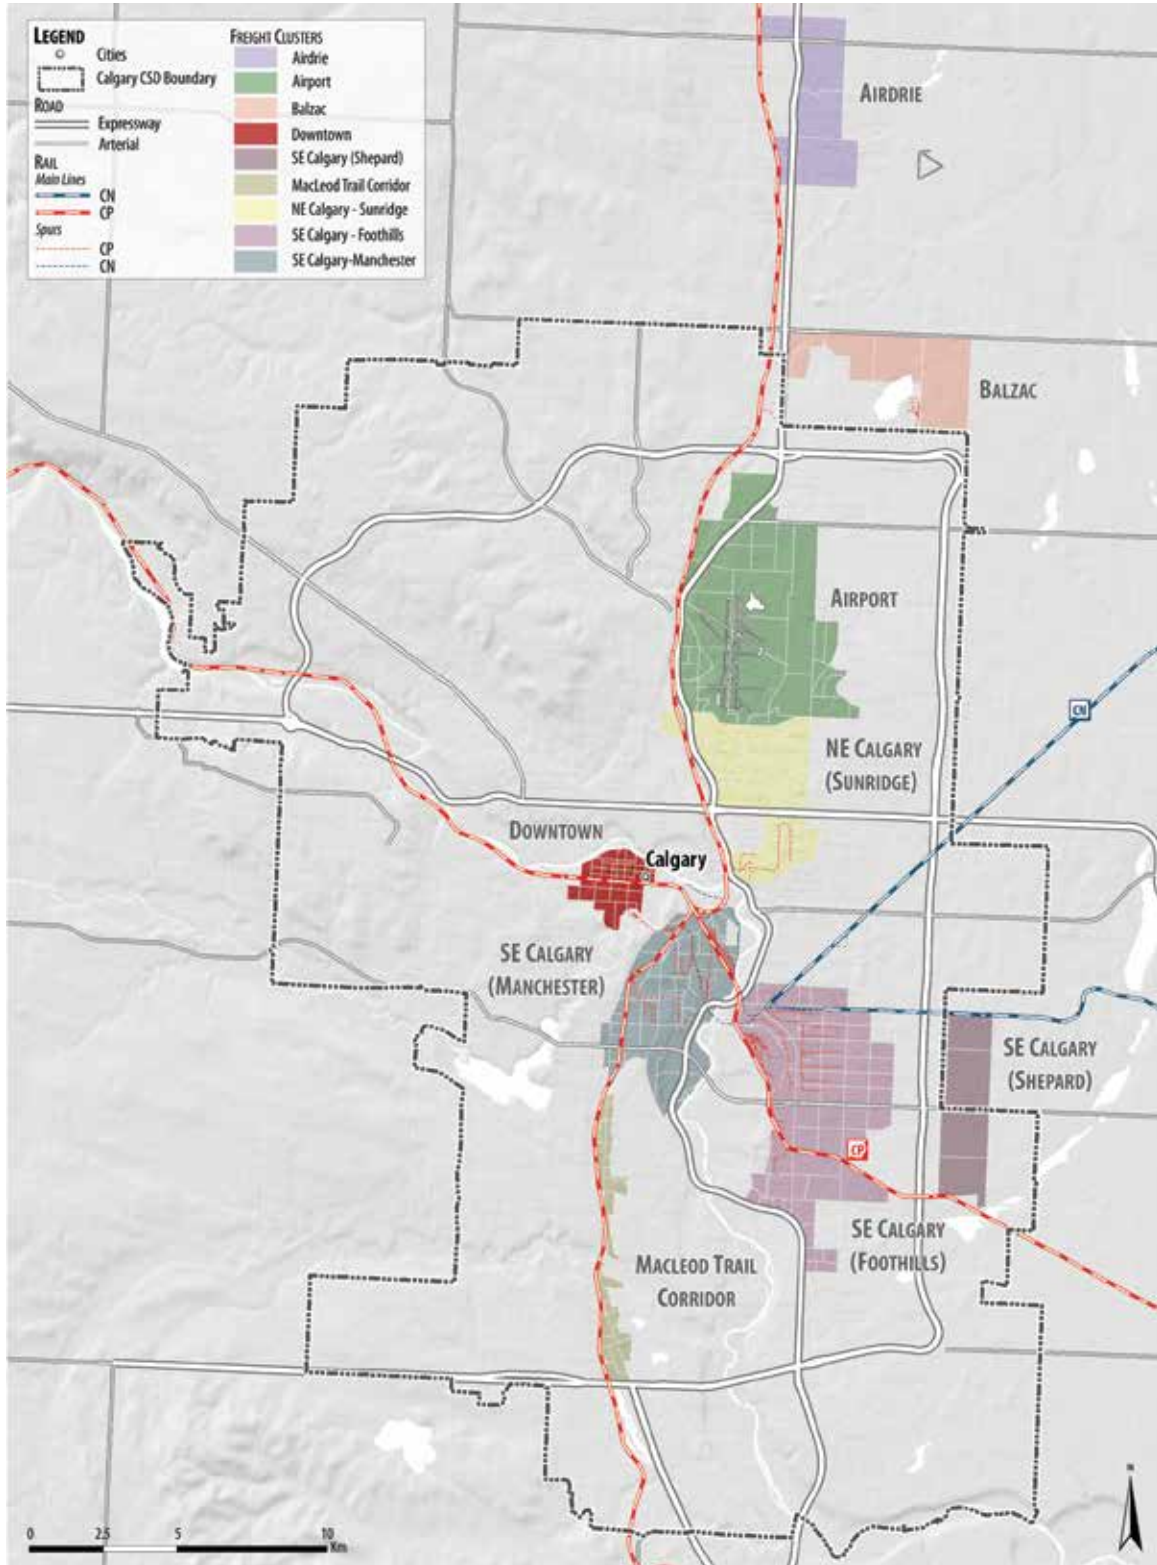 LEGEND
Cities
Calgary CSD Boundary
ROAD
Expressway
Arterial
RAIL
Main Lines
CN
CP
Spurs
CP
CN
FREIGHT CLUSTERS
Airdrie
Airport
Balzac
Downtown
SE Calgary (Shepard)
MacLeod Trail Corridor
NE Calgary - Sunridge
SE Calgary - Foothills
SE Calgary-Manchester
AIRDRIE
BALZAC
AIRPORT
CN
NE CALGARY
(SUNRIDGE)
DOWNTOWN
Calgary
SE CALGARY
(MANCHESTER)
SE CALGARY
(SHEPARD)
CP
SE CALGARY
(FOOTHILLS)
MACLEOD TRAIL
CORRIDOR
N
0 2.5 5 10
Km